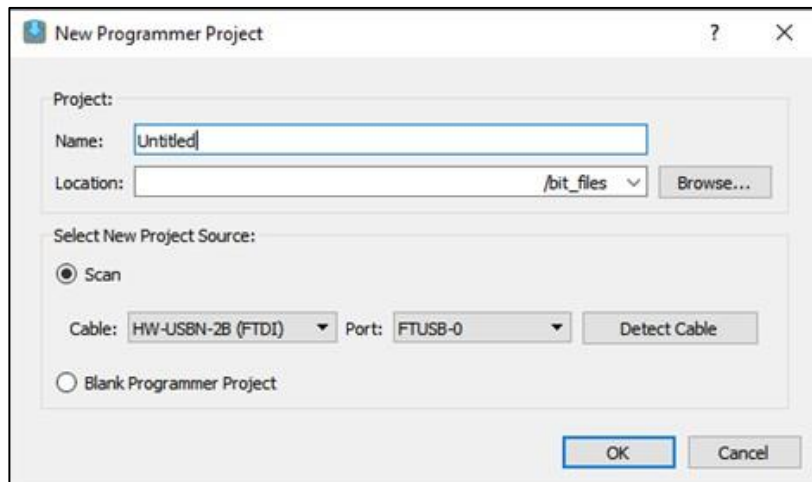 New Programmer Project ?
Project:
Name: Untitled
Location: /bit_files Browse...
Select New Project Source:
Scan
Cable: HW-USBN-2B (FTDI) Port: FTUSB-0 Detect Cable
Blank Programmer Project
OK Cancel